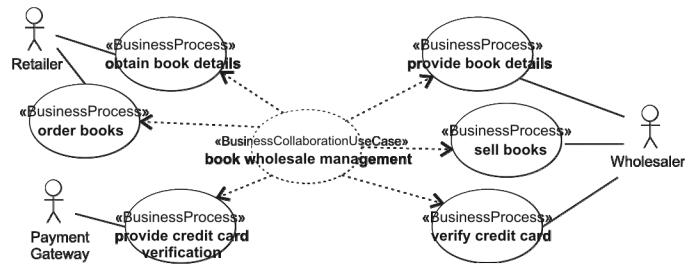 «BusinessProcess»
obtain book details
«BusinessProcess»
provide book details
Retailer
«BusinessProcess»
order books
«BusinessCollaborationUseCase»
book wholesale management
«BusinessProcess»
sell books
Wholesaler
«BusinessProcess»
provide credit card
verification
«BusinessProcess»
verify credit card
Payment
Gateway